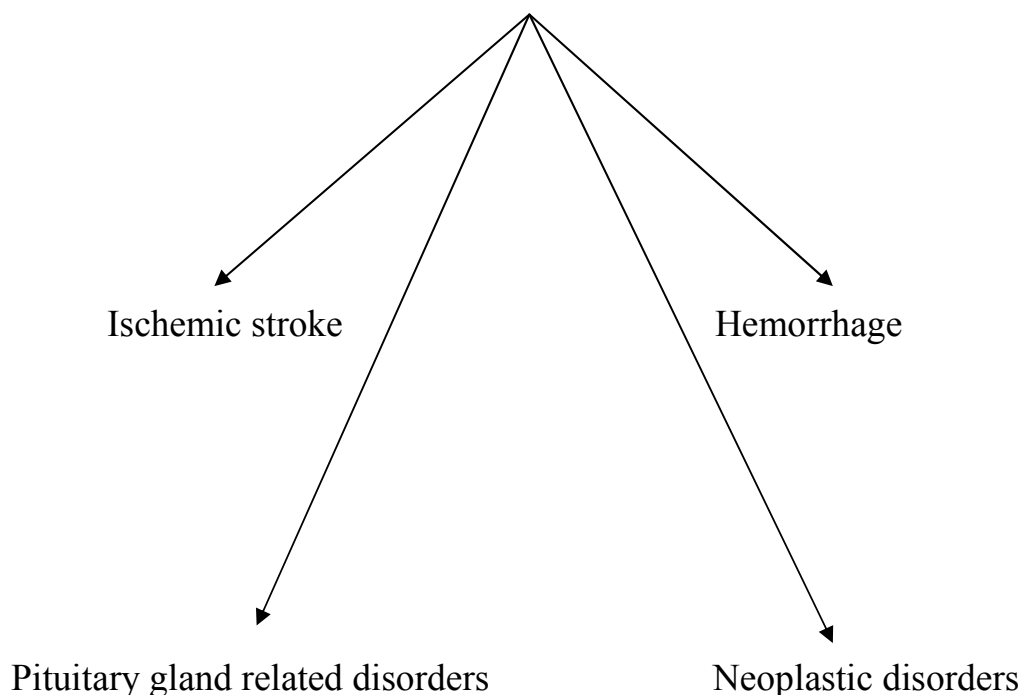 Ischemic stroke
Hemorrhage
Pituitary gland related disorders
Neoplastic disorders